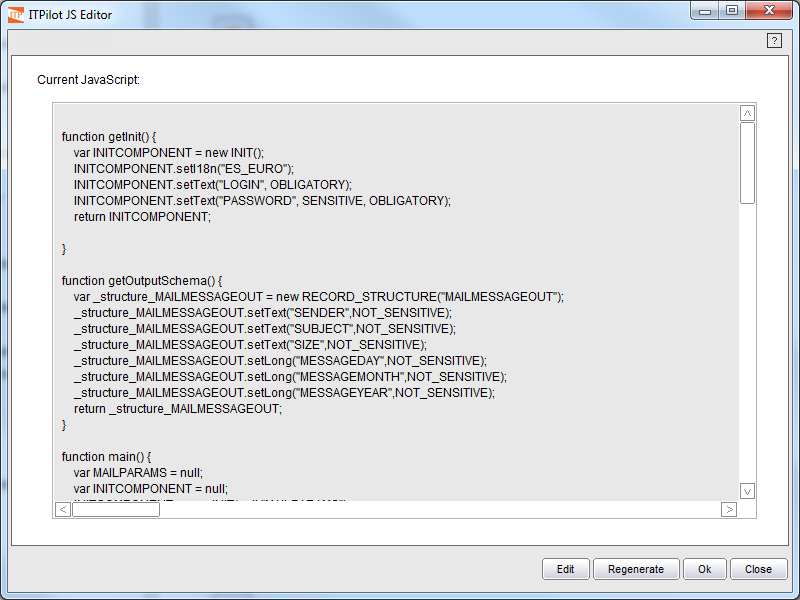 ITPilot JS Editor
?
Current JavaScript:
function getInit() {
var INITCOMPONENT = new INIT();
INITCOMPONENT.setI18n("ES_EURO");
INITCOMPONENT.setText("LOGIN", OBLIGATORY);
INITCOMPONENT.setText("PASSWORD", SENSITIVE, OBLIGATORY);
return INITCOMPONENT;
}
function getOutputSchema() {
var _structure_MAILMESSAGEOUT = new RECORD_STRUCTURE("MAILMESSAGEOUT");
_structure_MAILMESSAGEOUT.setText("SENDER",NOT_SENSITIVE);
_structure_MAILMESSAGEOUT.setText("SUBJECT",NOT_SENSITIVE);
_structure_MAILMESSAGEOUT.setText("SIZE",NOT_SENSITIVE);
_structure_MAILMESSAGEOUT.setLong("MESSAGEDAY",NOT_SENSITIVE);
_structure_MAILMESSAGEOUT.setLong("MESSAGEMONTH",NOT_SENSITIVE);
_structure_MAILMESSAGEOUT.setLong("MESSAGEYEAR",NOT_SENSITIVE);
return _structure_MAILMESSAGEOUT;
}
function main() {
var MAILPARAMS = null;
var INITCOMPONENT = null;
Edit Regenerate Ok Close